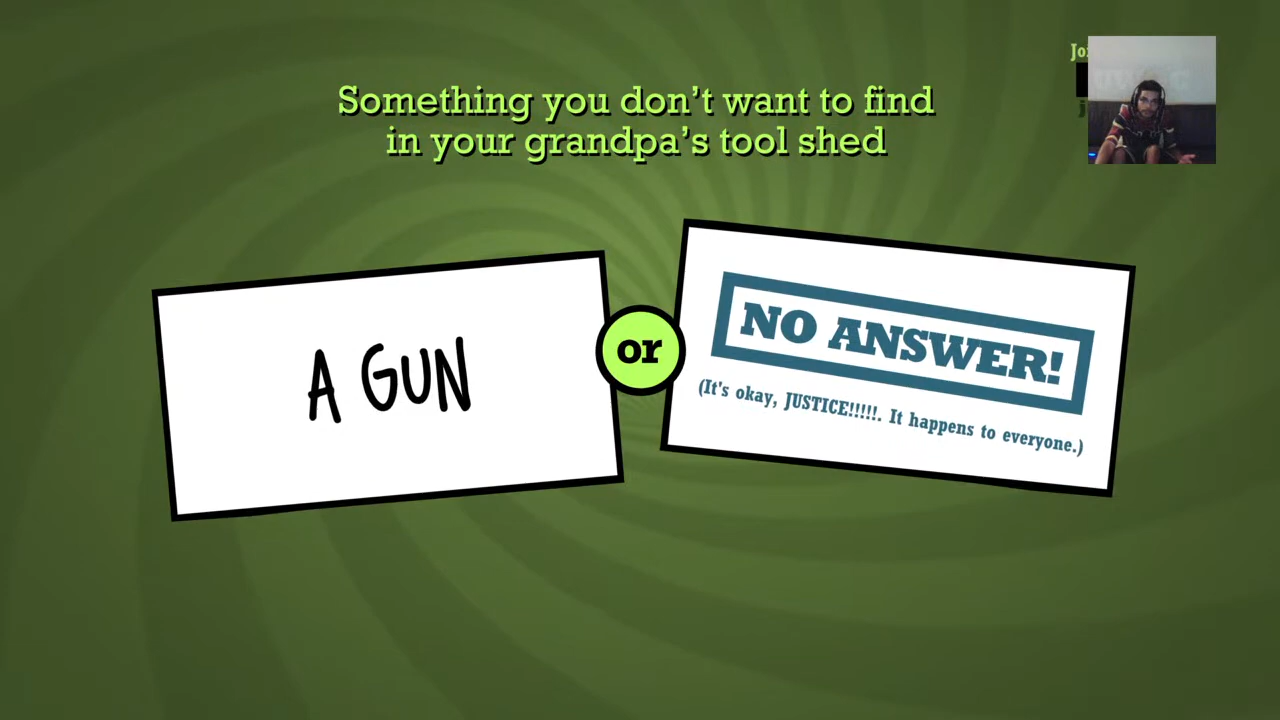 Something you don't want to find
in your grandpa's tool shed
A GUN
or
NO ANSWER!
(It's okay, JUSTICE!!!!!. It happens to everyone.)